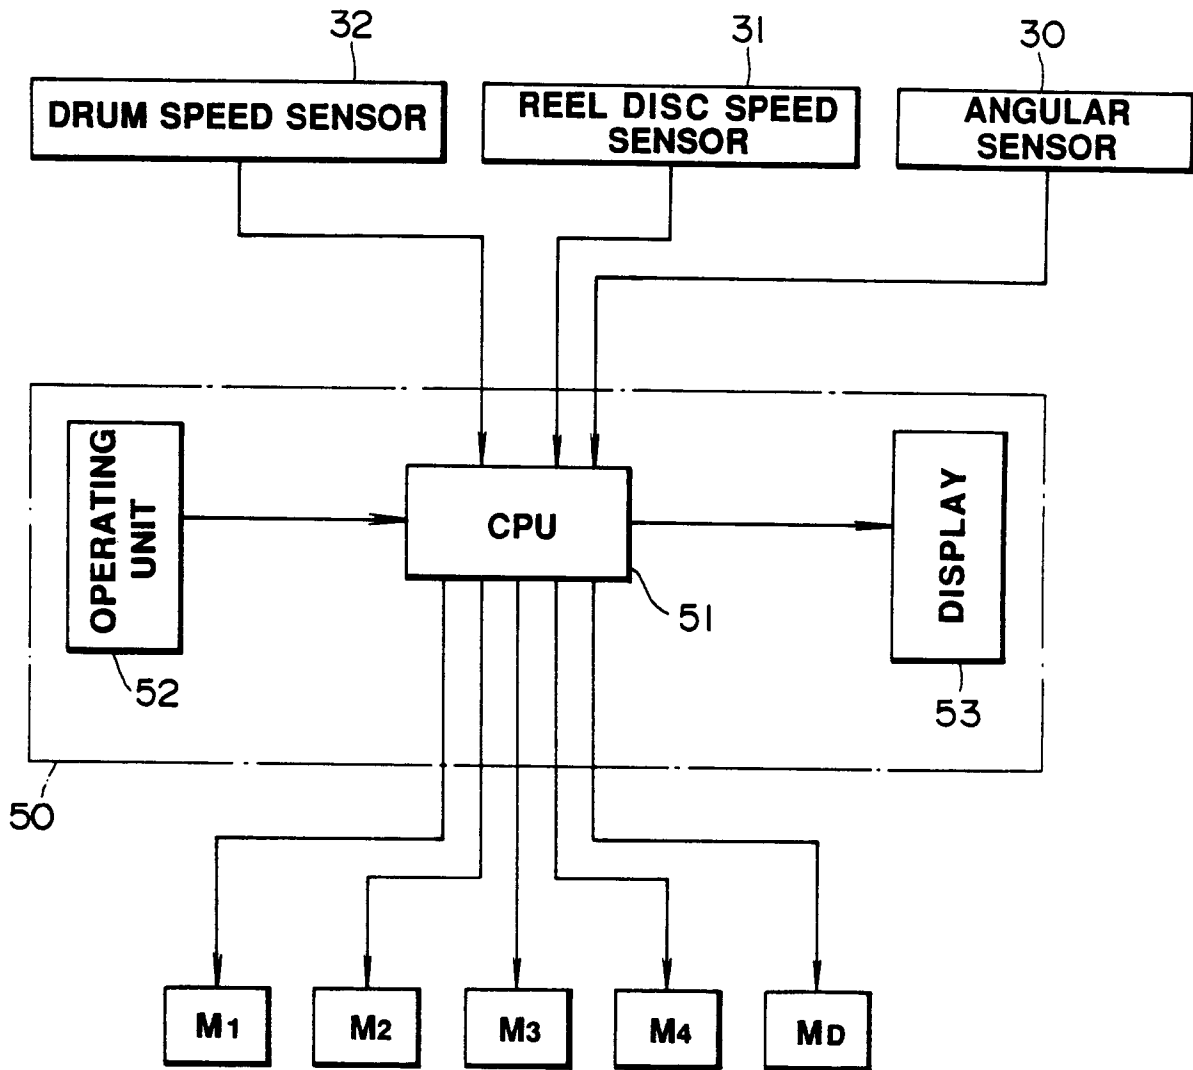 32
31
30
DRUM SPEED SENSOR
REEL DISC SPEED
SENSOR
ANGULAR
SENSOR
OPERATING
UNIT
CPU
DISPLAY
51
52
53
50
M1
M2
M3
M4
MD